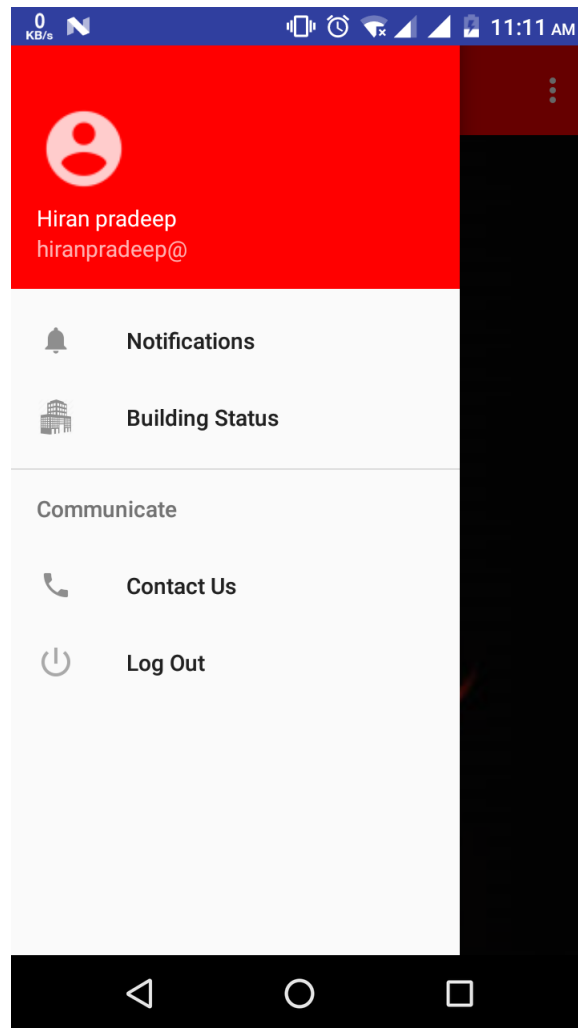 0
KB/s
11:11 AM
Hiran pradeep
hiranpradeep@
Notifications
Building Status
Communicate
Contact Us
Log Out